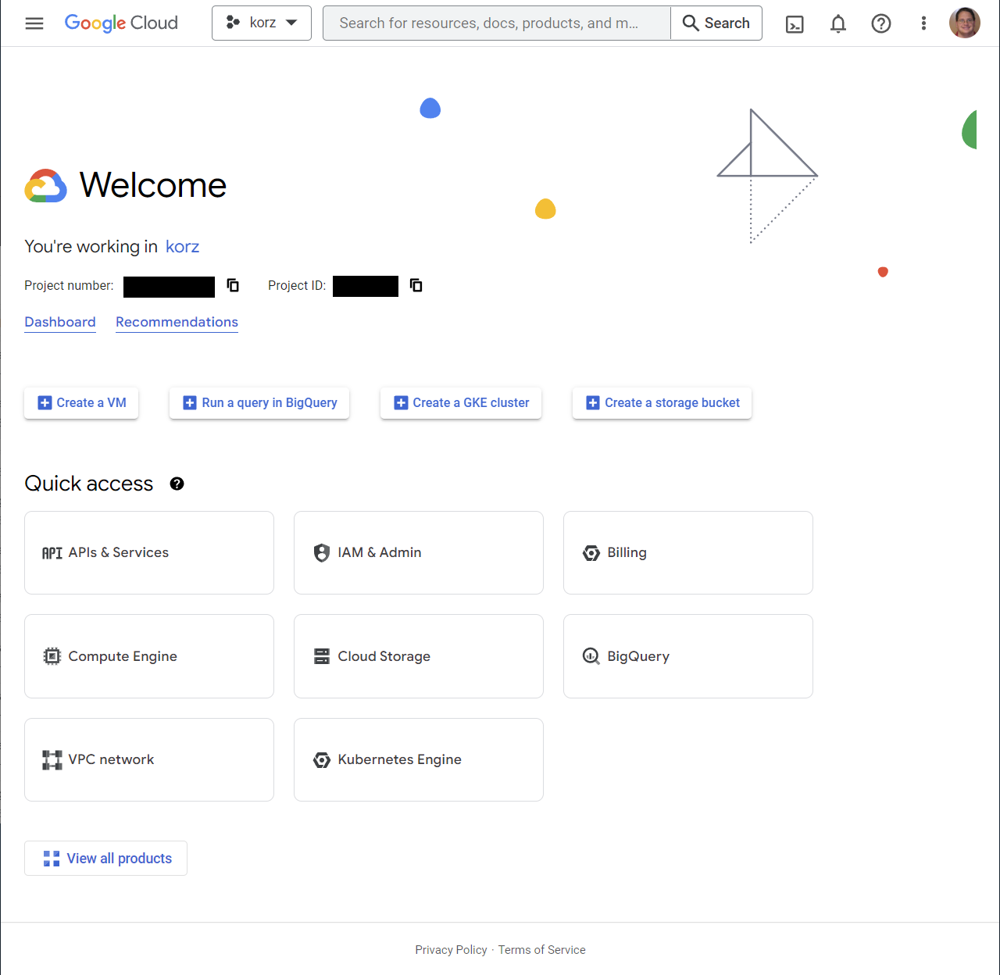 Google Cloud
korz
Search for resources, docs, products, and m...
Search
Welcome
You're working in korz
Project number:
Project ID:
Dashboard
Recommendations
Create a VM
Run a query in BigQuery
Create a GKE cluster
Create a storage bucket
Quick access
API APIs & Services
IAM & Admin
Billing
Compute Engine
Cloud Storage
BigQuery
VPC network
Kubernetes Engine
View all products
Privacy Policy · Terms of Service